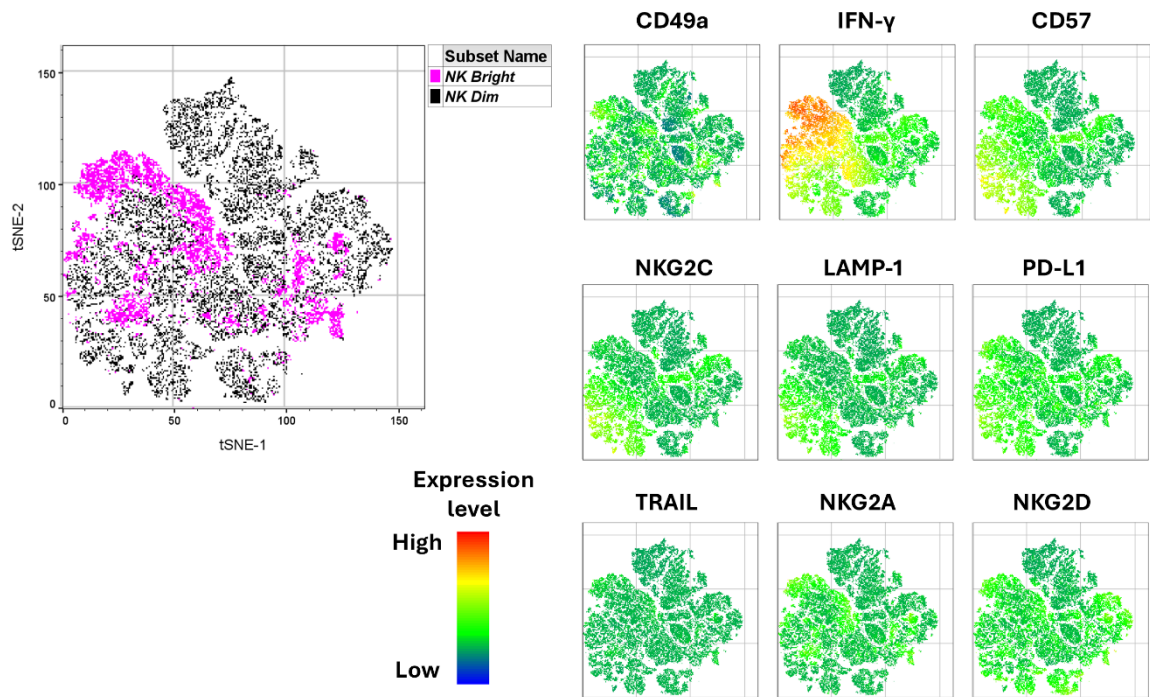 CD49a IFN-γ CD57
Subset Name
NK Bright
NK Dim
150
100
50
0
tSNE-2
0 50 100 150
tSNE-1
NKG2C LAMP-1 PD-L1
Expression
level
High
Low
TRAIL NKG2A NKG2D